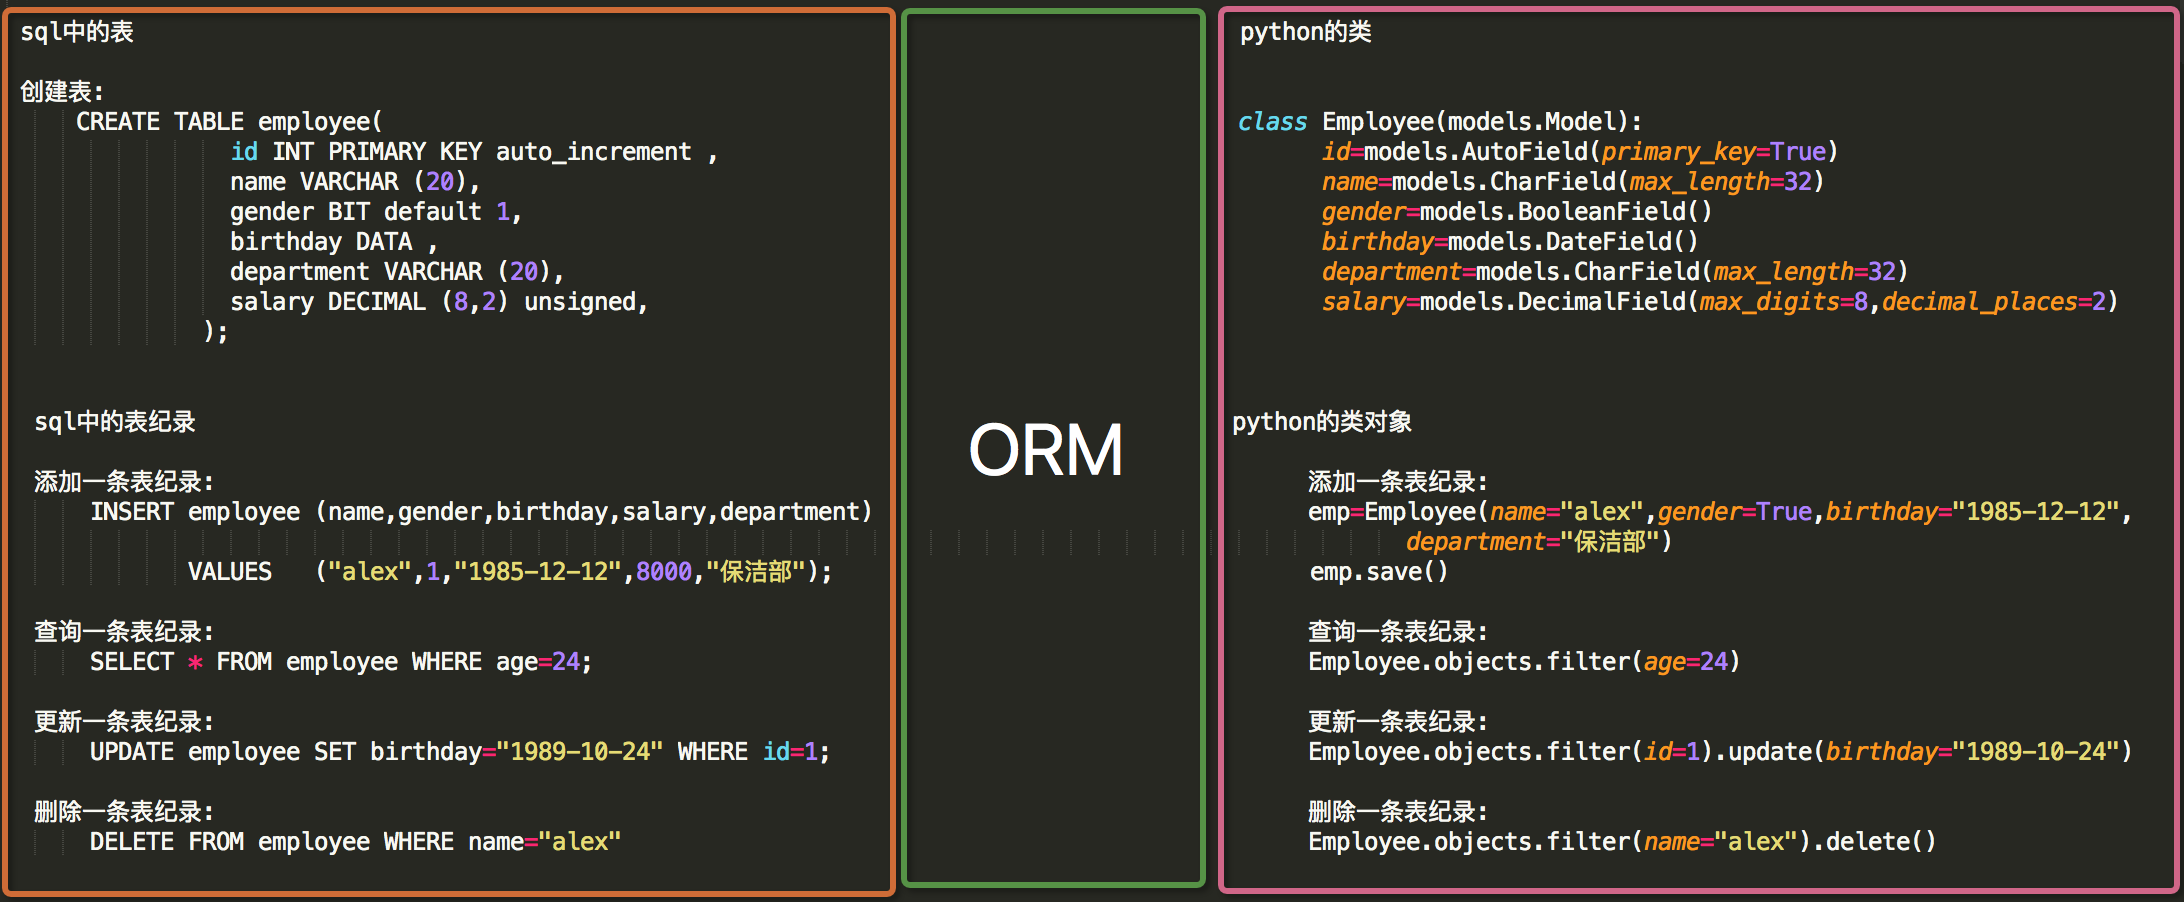 sql中的表
创建表:
CREATE TABLE employee(
id INT PRIMARY KEY auto_increment ,
name VARCHAR (20),
gender BIT default 1,
birthday DATA ,
department VARCHAR (20),
salary DECIMAL (8,2) unsigned,
);
sql中的表纪录
添加一条表纪录:
INSERT employee (name,gender,birthday,salary,department)
VALUES   ("alex",1,"1985-12-12",8000,"保洁部");
查询一条表纪录:
SELECT * FROM employee WHERE age=24;
更新一条表纪录:
UPDATE employee SET birthday="1989-10-24" WHERE id=1;
删除一条表纪录:
DELETE FROM employee WHERE name="alex"
ORM
python的类
class Employee(models.Model):
id=models.AutoField(primary_key=True)
name=models.CharField(max_length=32)
gender=models.BooleanField()
birthday=models.DateField()
department=models.CharField(max_length=32)
salary=models.DecimalField(max_digits=8,decimal_places=2)
python的类对象
添加一条表纪录:
emp=Employee(name="alex",gender=True,birthday="1985-12-12",
department="保洁部")
emp.save()
查询一条表纪录:
Employee.objects.filter(age=24)
更新一条表纪录:
Employee.objects.filter(id=1).update(birthday="1989-10-24")
删除一条表纪录:
Employee.objects.filter(name="alex").delete()